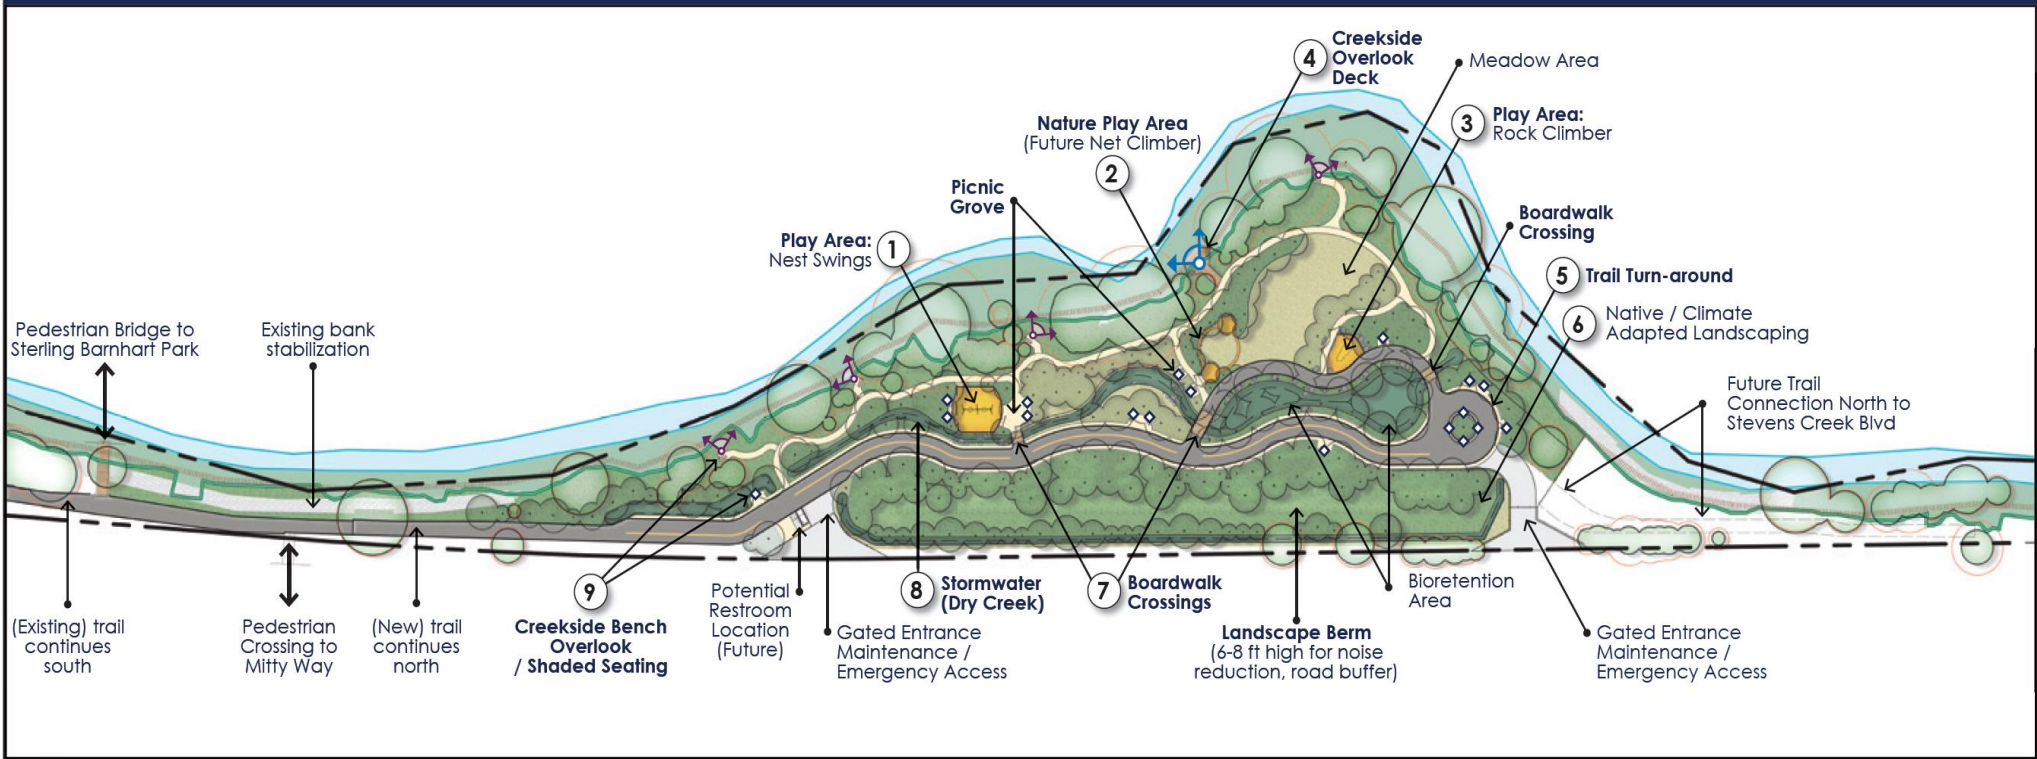 4
Creekside
Overlook
Deck
Meadow Area
3
Play Area:
Rock Climber
Nature Play Area
(Future Net Climber)
2
Picnic
Grove
Boardwalk
Crossing
Play Area:
Nest Swings
1
5
Trail Turn-around
6
Native / Climate
Adapted Landscaping
Pedestrian Bridge to
Sterling Barnhart Park
Existing bank
stabilization
Future Trail
Connection North to
Stevens Creek Blvd
(Existing) trail
continues
south
Pedestrian
Crossing to
Mitty Way
(New) trail
continues
north
9
Creekside Bench
Overlook
/ Shaded Seating
Potential
Restroom
Location
(Future)
Gated Entrance
Maintenance /
Emergency Access
8
Stormwater
(Dry Creek)
7
Boardwalk
Crossings
Landscape Berm
(6-8 ft high for noise
reduction, road buffer)
Bioretention
Area
Gated Entrance
Maintenance /
Emergency Access